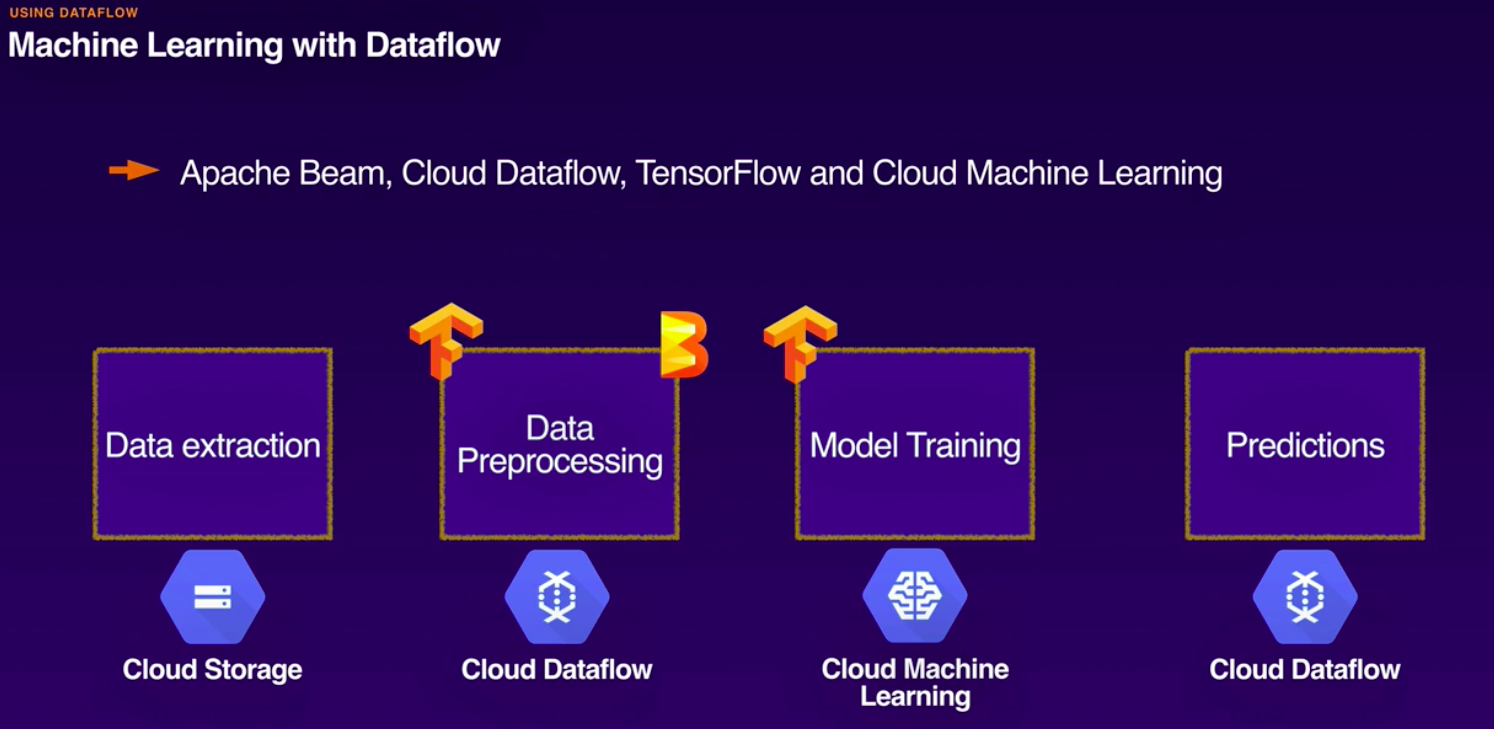 USING DATAFLOW
Machine Learning with Dataflow
Apache Beam, Cloud Dataflow, TensorFlow and Cloud Machine Learning
Data extraction
Data
Preprocessing
Model Training
Predictions
Cloud Storage
Cloud Dataflow
Cloud Machine
Learning
Cloud Dataflow